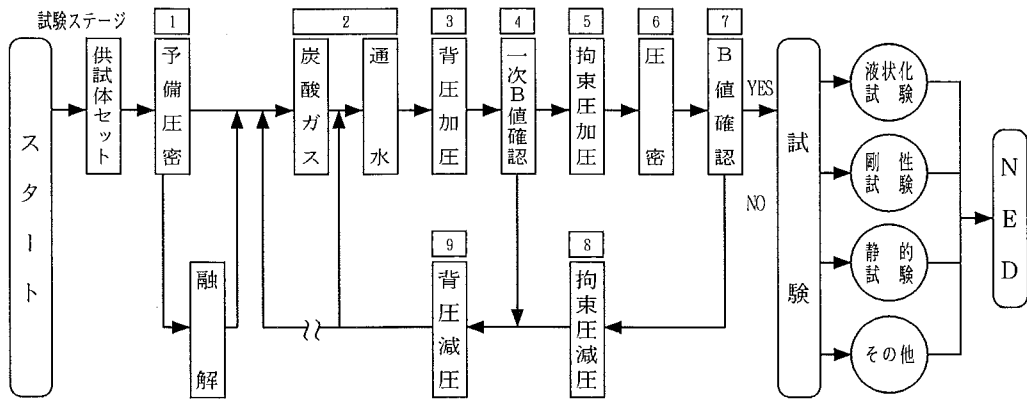 試験ステージ
1
2
3
4
5
6
7
スタート
供試体セット
予備圧密
炭酸ガス
通水
背圧加圧
一次B値確認
拘束圧加圧
圧密
B値確認
YES
NO
試験
液状化
試験
剛性
試験
静的
試験
その他
NED
融解
9
背圧減圧
8
拘束圧減圧